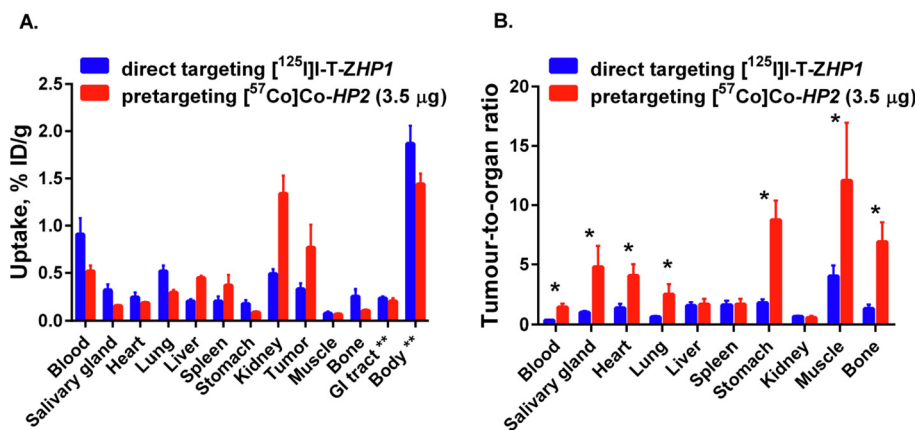 A.
direct targeting [¹²⁵I]I-T-ZHP1
pretargeting [⁵⁷Co]Co-HP2 (3.5 µg)
Uptake, % ID/g
2.5
2.0
1.5
1.0
0.5
0.0
Blood
Salivary gland
Heart
Lung
Liver
Spleen
Stomach
Kidney
Tumor
Muscle
Bone
GI tract **
Body **
B.
direct targeting [¹²⁵I]I-T-ZHP1
pretargeting [⁵⁷Co]Co-HP2 (3.5 µg)
Tumour-to-organ ratio
20
15
10
5
0
* * * * * * *
Blood
Salivary gland
Heart
Lung
Liver
Spleen
Stomach
Kidney
Muscle
Bone